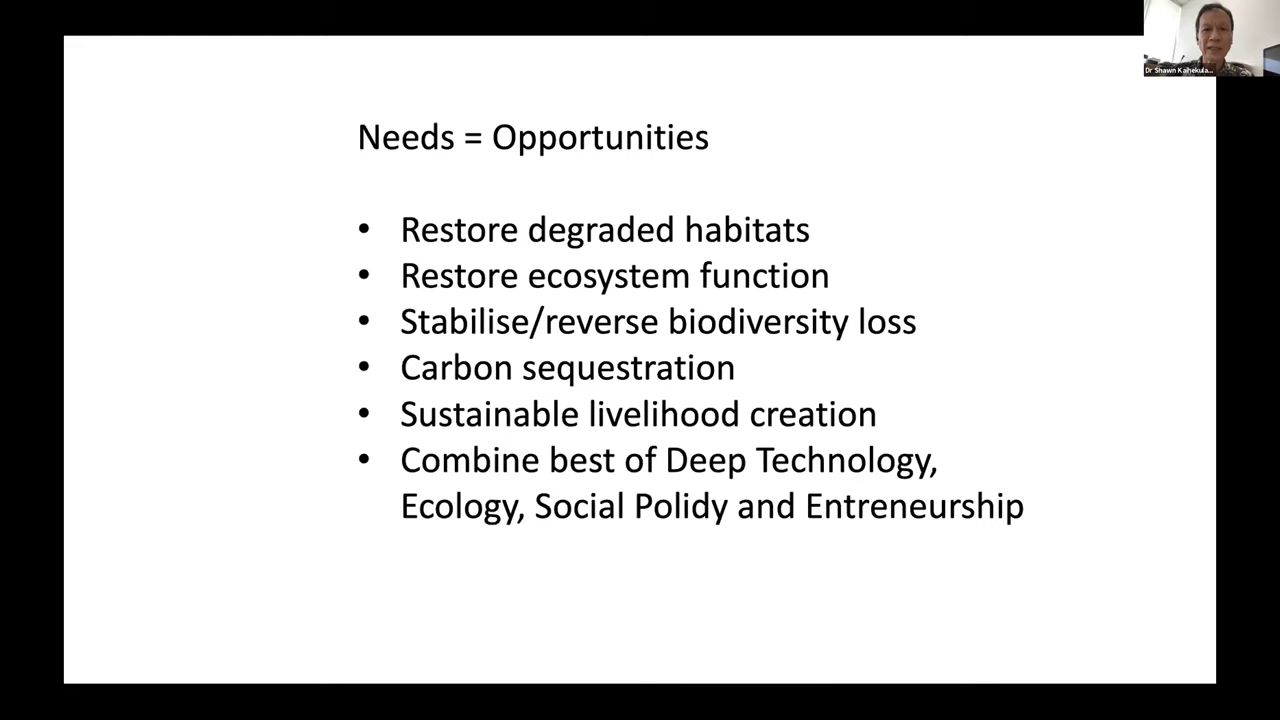 Dr Shawn Kaihekula...
Needs = Opportunities
• Restore degraded habitats
• Restore ecosystem function
• Stabilise/reverse biodiversity loss
• Carbon sequestration
• Sustainable livelihood creation
• Combine best of Deep Technology,
Ecology, Social Polidy and Entreneurship